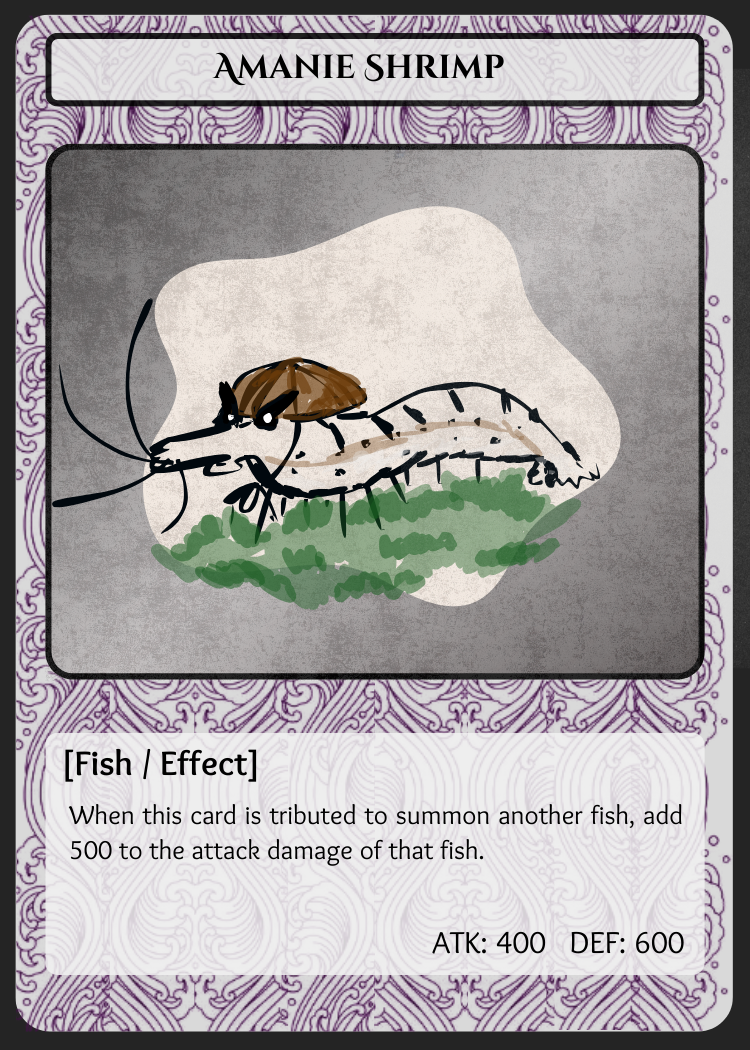 Amanie Shrimp
[Fish / Effect]
When this card is tributed to summon another fish, add
500 to the attack damage of that fish.
ATK: 400 DEF: 600